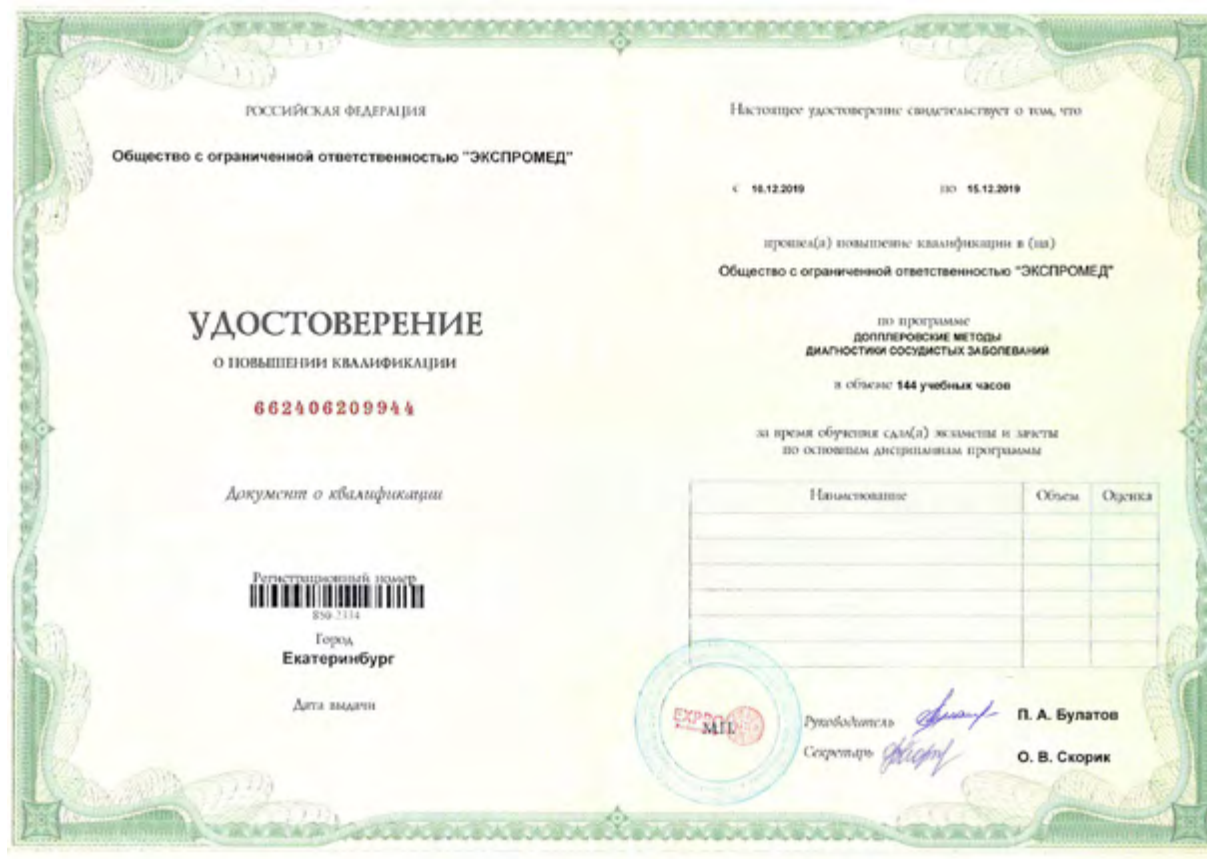 РОССИЙСКАЯ ФЕДЕРАЦИЯ
Общество с ограниченной ответственностью "ЭКСПРОМЕД"
УДОСТОВЕРЕНИЕ
О ПОВЫШЕНИИ КВАЛИФИКАЦИИ
662406209944
Документ о квалификации
Регистрационный номер
850-2334
Город
Екатеринбург
Дата выдачи
Настоящее удостоверение свидетельствует о том, что
с 16.12.2019 по 15.12.2019
прошел(а) повышение квалификации в (на)
Общество с ограниченной ответственностью "ЭКСПРОМЕД"
по программе
ДОППЛЕРОВСКИЕ МЕТОДЫ
ДИАГНОСТИКИ СОСУДИСТЫХ ЗАБОЛЕВАНИЙ
в объеме 144 учебных часов
за время обучения сдал(а) экзамены и зачеты
по основным дисциплинам программы
Наименование Объем Оценка
М.П.
Руководитель П. А. Булатов
Секретарь О. В. Скорик